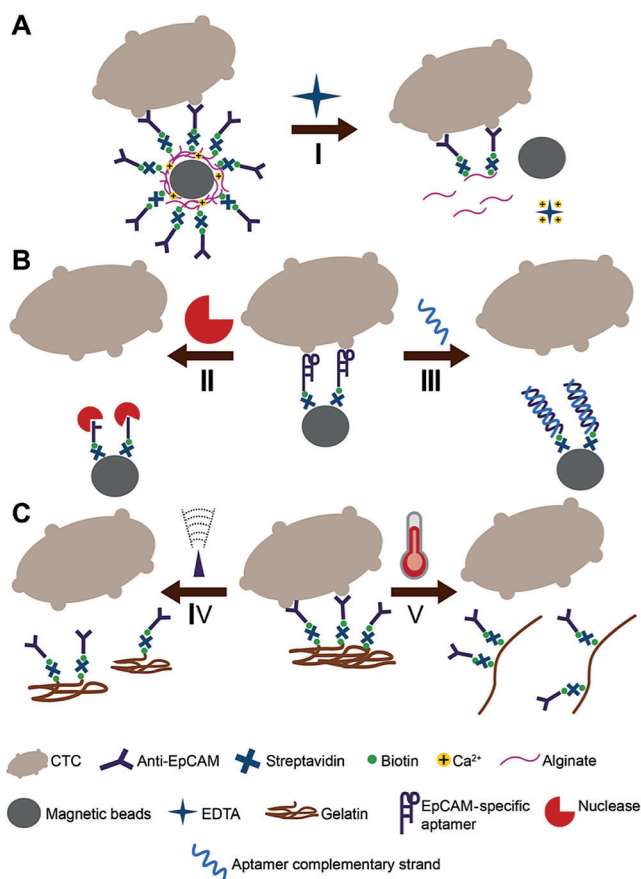 A
I
B
II
III
C
IV
V
CTC
Anti-EpCAM
Streptavidin
Biotin
Ca²⁺
Alginate
Magnetic beads
EDTA
Gelatin
EpCAM-specific
aptamer
Nuclease
Aptamer complementary strand